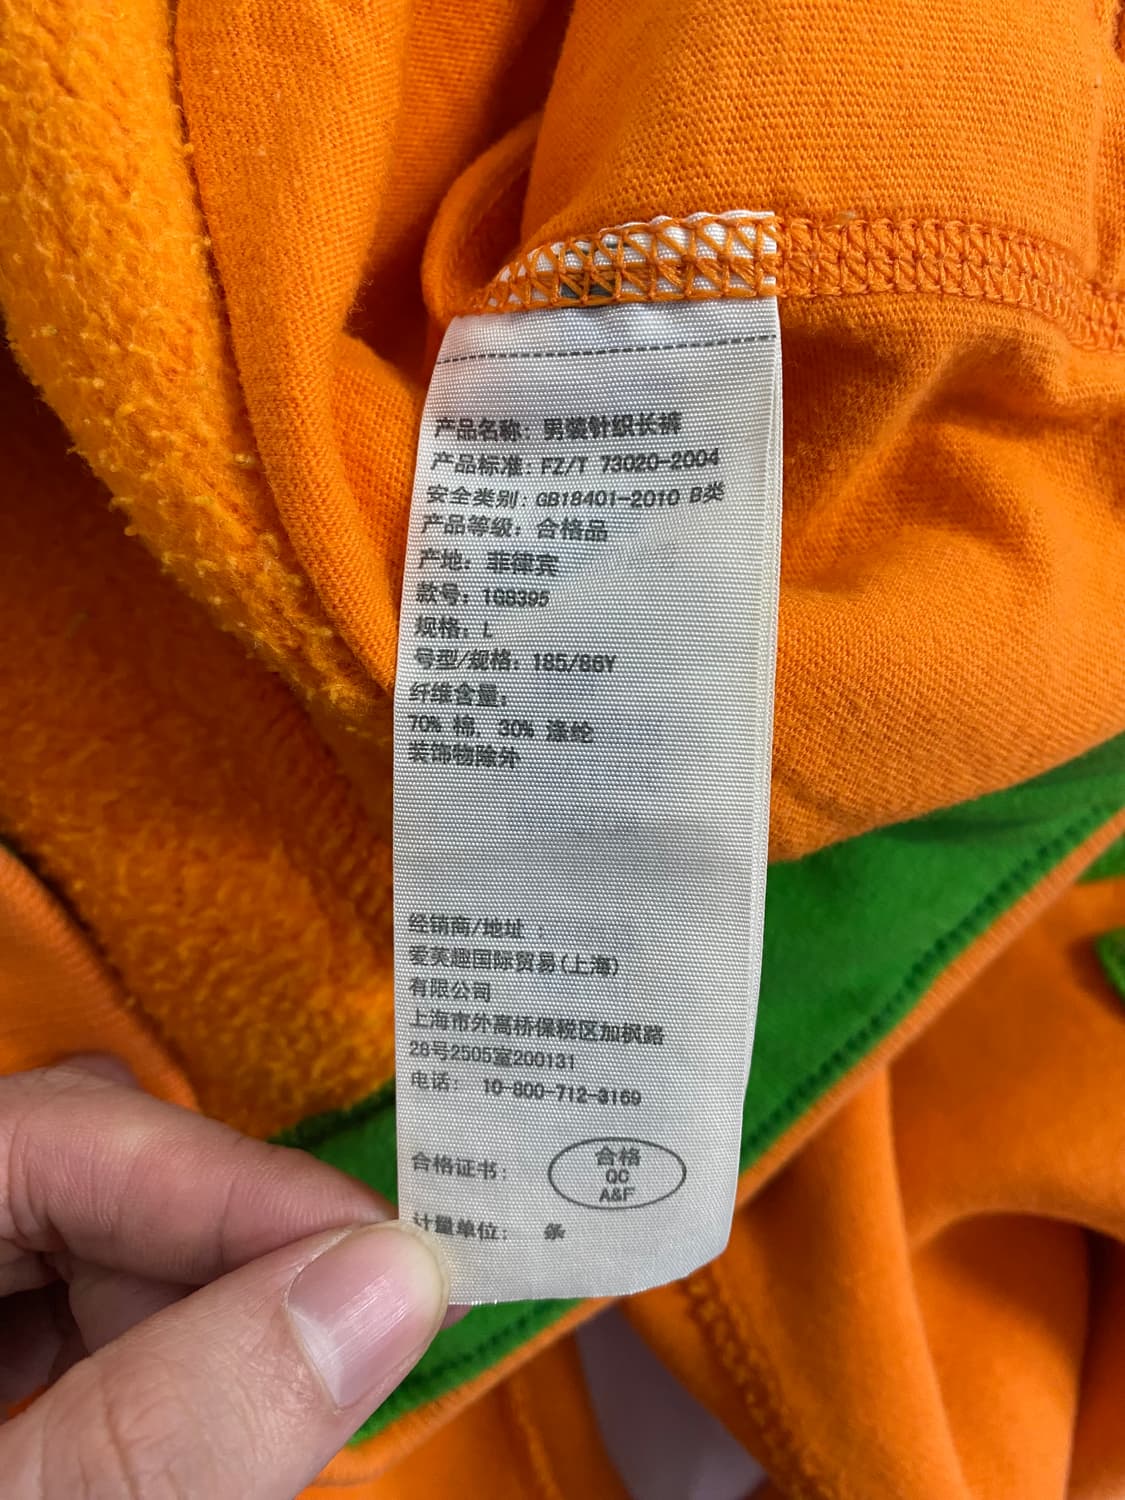 产品名称: 男装针织长裤
产品标准: FZ/T 73020-2004
安全类别: GB18401-2010 B类
产品等级: 合格品
产地: 菲律宾
款号: 168395
规格: L
号型/规格: 185/86Y
纤维含量:
70% 棉, 30% 涤纶
装饰物除外
经销商/地址 :
爱芙趣国际贸易(上海)
有限公司
上海市外高桥保税区加枫路
28号2505室200131
电话: 10-800-712-3169
合格证书:
合格
QC
A&F
计量单位: 条